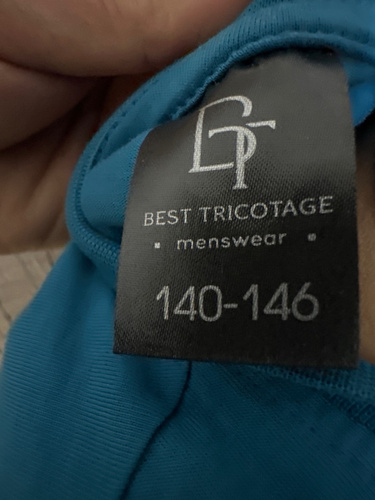 BT
BEST TRICOTAGE
• menswear •
140-146